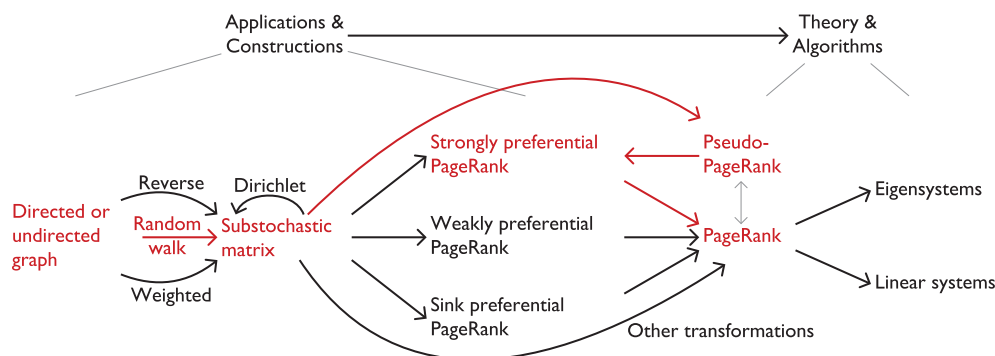 Applications &
Constructions
Theory &
Algorithms
Strongly preferential
PageRank
Pseudo-
PageRank
Reverse
Dirichlet
Eigensystems
Directed or
undirected
graph
Random
walk
Substochastic
matrix
Weakly preferential
PageRank
PageRank
Weighted
Sink preferential
PageRank
Linear systems
Other transformations